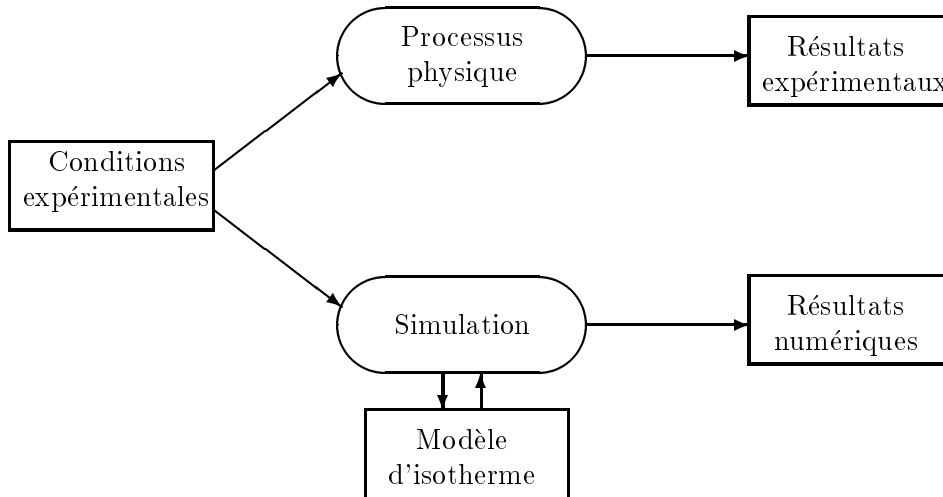 Processus
physique
Résultats
expérimentaux
Conditions
expérimentales
Simulation
Résultats
numériques
Modèle
d'isotherme